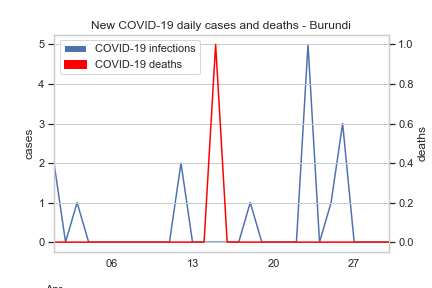 New COVID-19 daily cases and deaths - Burundi
COVID-19 infections
COVID-19 deaths
5
4
3
2
1
0
cases
1.0
0.8
0.6
0.4
0.2
0.0
deaths
06
13
20
27
Apr